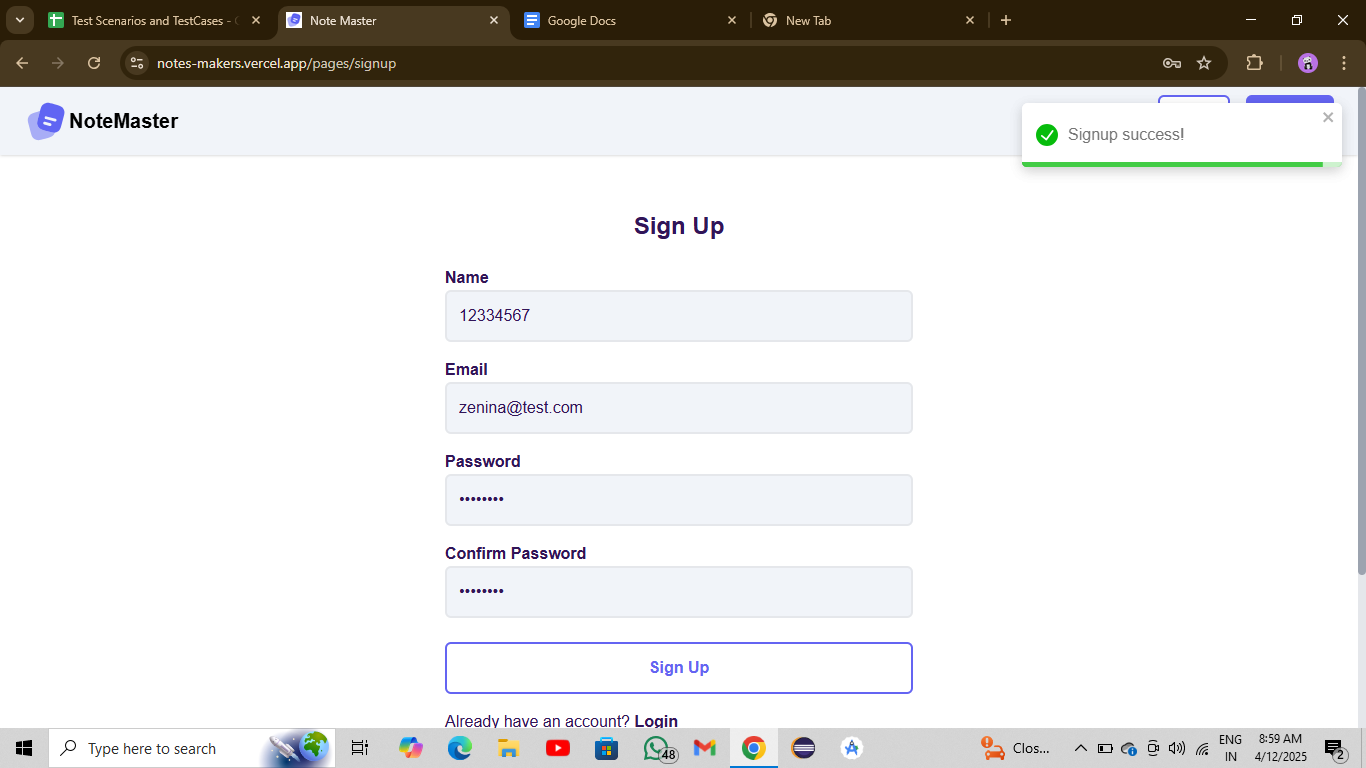 Test Scenarios and TestCases -
Note Master
Google Docs
New Tab
notes-makers.vercel.app/pages/signup
NoteMaster
Signup success!
Sign Up
Name
12334567
Email
zenina@test.com
Password
••••••••
Confirm Password
••••••••
Sign Up
Already have an account? Login
Type here to search
48
Clos...
ENG
IN
8:59 AM
4/12/2025
2